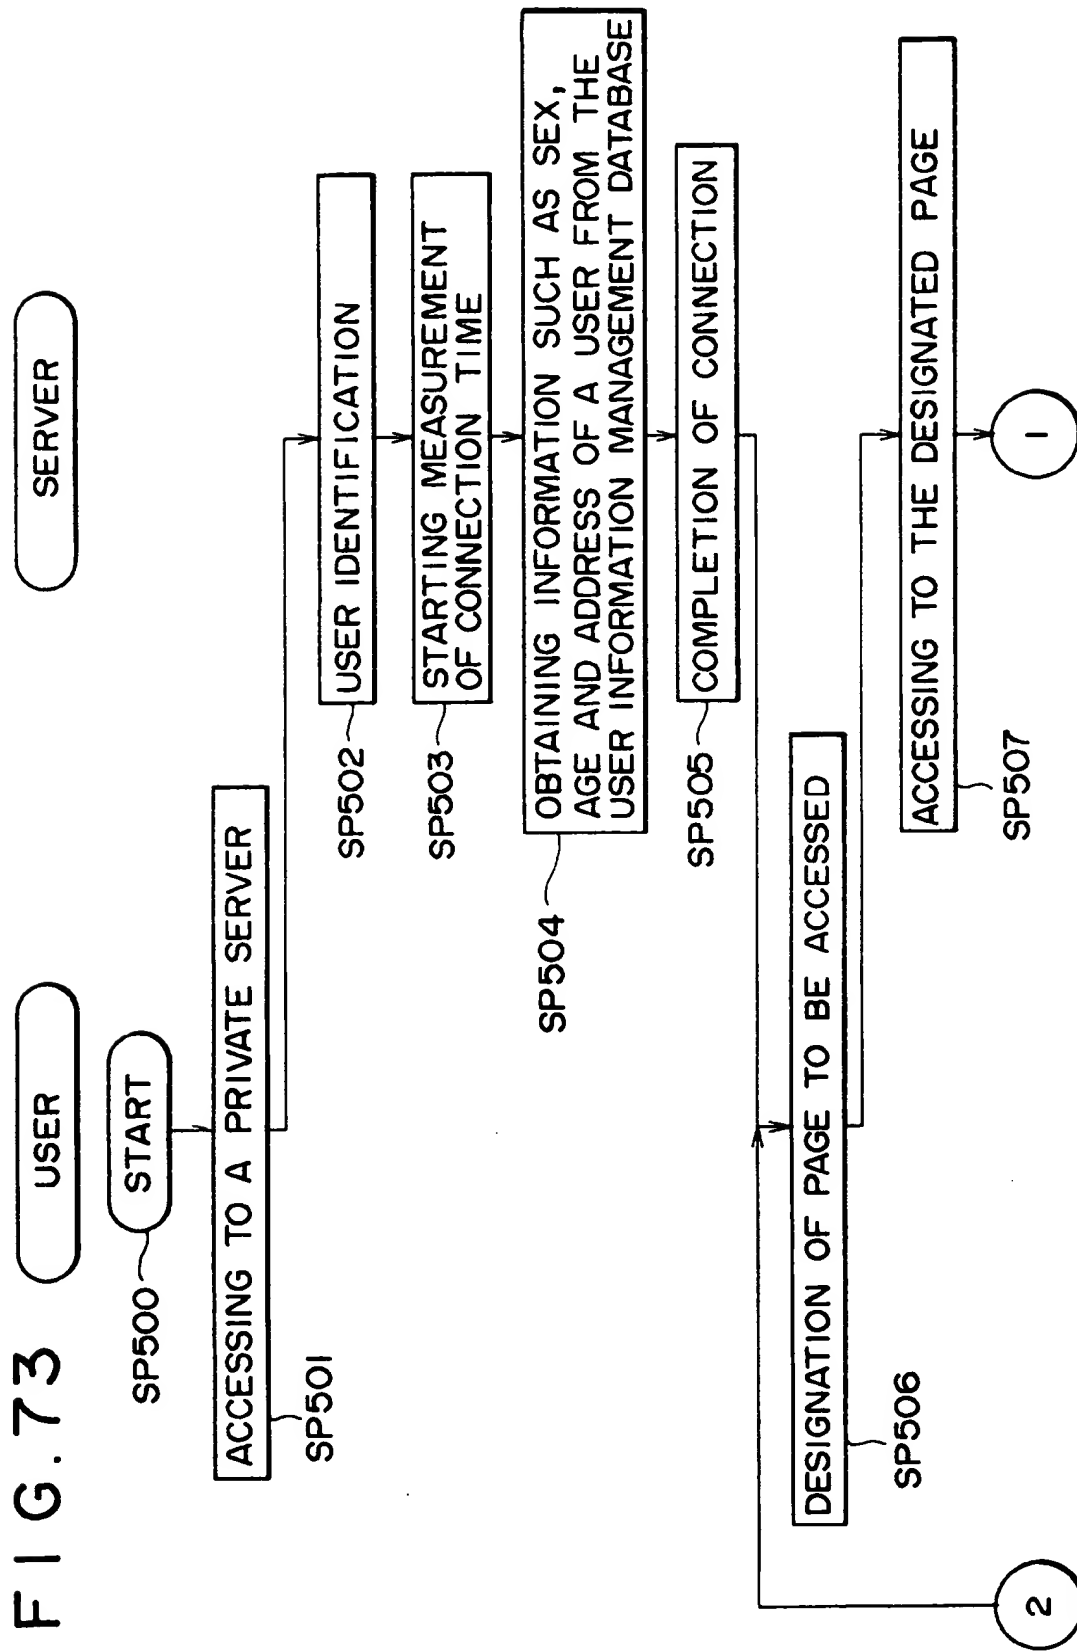 FIG.73
USER
SERVER
START
SP500
ACCESSING TO A PRIVATE SERVER
SP501
USER IDENTIFICATION
SP502
STARTING MEASUREMENT
OF CONNECTION TIME
SP503
OBTAINING INFORMATION SUCH AS SEX,
AGE AND ADDRESS OF A USER FROM THE
USER INFORMATION MANAGEMENT DATABASE
SP504
COMPLETION OF CONNECTION
SP505
DESIGNATION OF PAGE TO BE ACCESSED
SP506
ACCESSING TO THE DESIGNATED PAGE
SP507
2
1